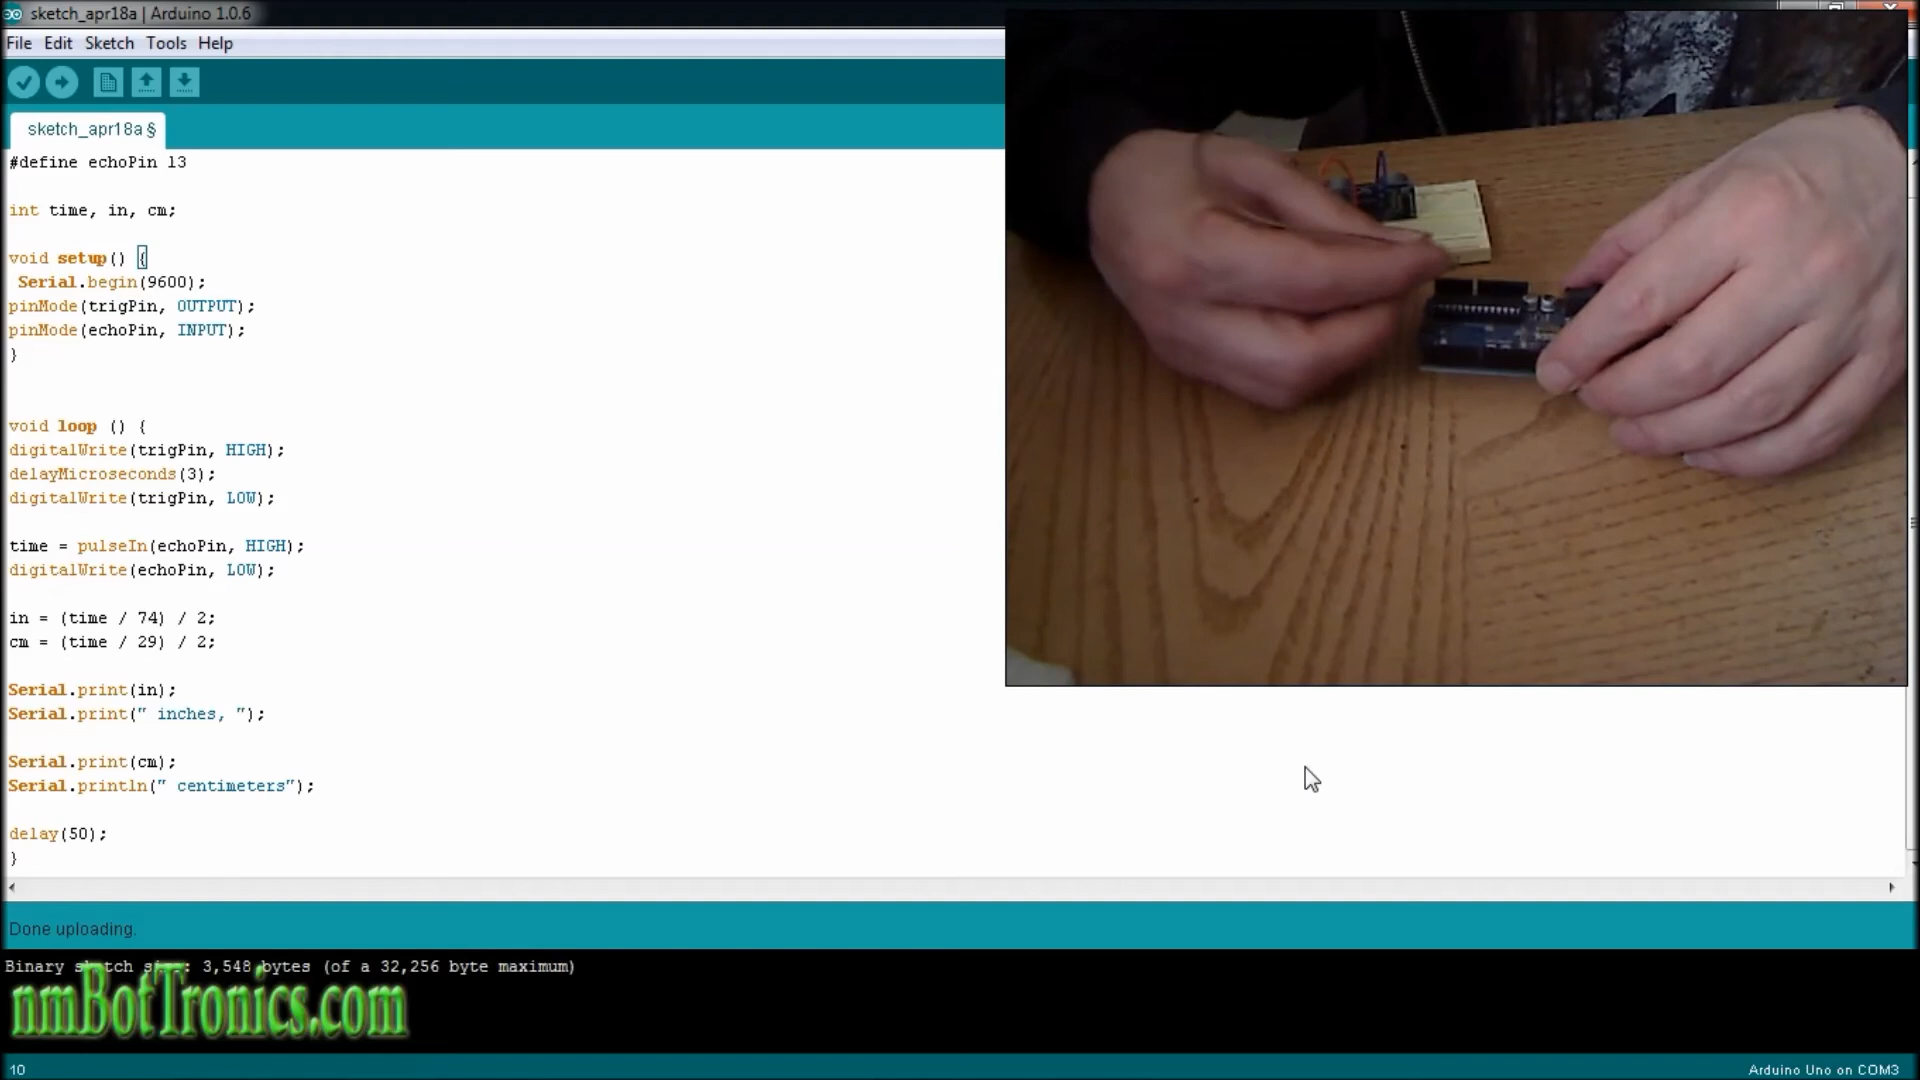 sketch_apr18a | Arduino 1.0.6
File Edit Sketch Tools Help
sketch_apr18a §
#define echoPin 13
int time, in, cm;
void setup() {
Serial.begin(9600);
pinMode(trigPin, OUTPUT);
pinMode(echoPin, INPUT);
}
void loop () {
digitalWrite(trigPin, HIGH);
delayMicroseconds(3);
digitalWrite(trigPin, LOW);
time = pulseIn(echoPin, HIGH);
digitalWrite(echoPin, LOW);
in = (time / 74) / 2;
cm = (time / 29) / 2;
Serial.print(in);
Serial.print(" inches, ");
Serial.print(cm);
Serial.println(" centimeters");
delay(50);
}
Done uploading.
Binary sketch size: 3,548 bytes (of a 32,256 byte maximum)
nmBotTronics.com
10
Arduino Uno on COM3